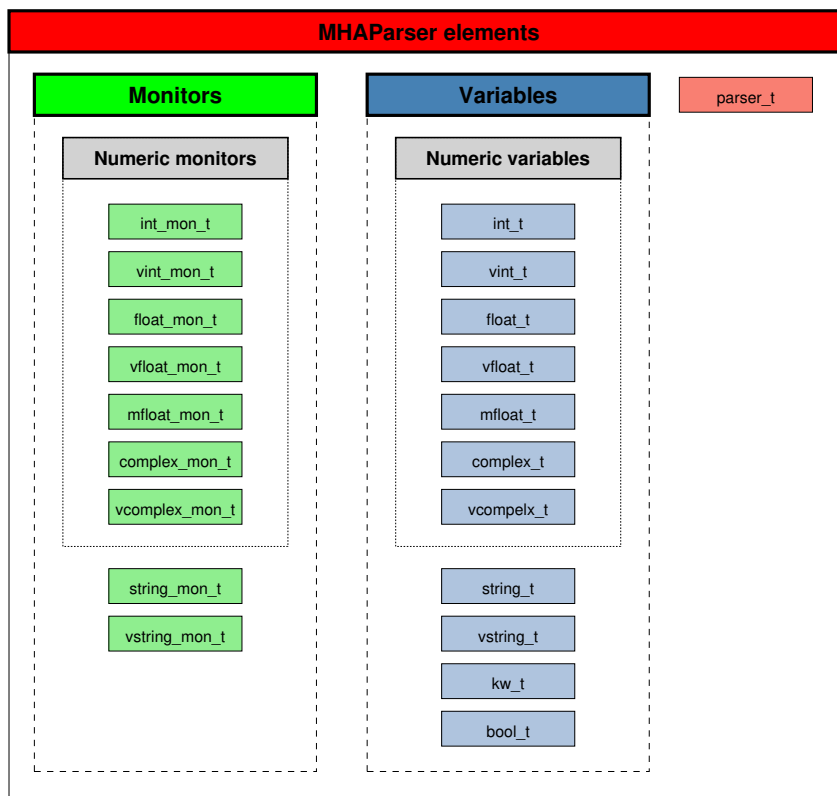 MHAParser elements
Monitors
Numeric monitors
int_mon_t
vint_mon_t
float_mon_t
vfloat_mon_t
mfloat_mon_t
complex_mon_t
vcomplex_mon_t
string_mon_t
vstring_mon_t
Variables
Numeric variables
int_t
vint_t
float_t
vfloat_t
mfloat_t
complex_t
vcompelx_t
string_t
vstring_t
kw_t
bool_t
parser_t